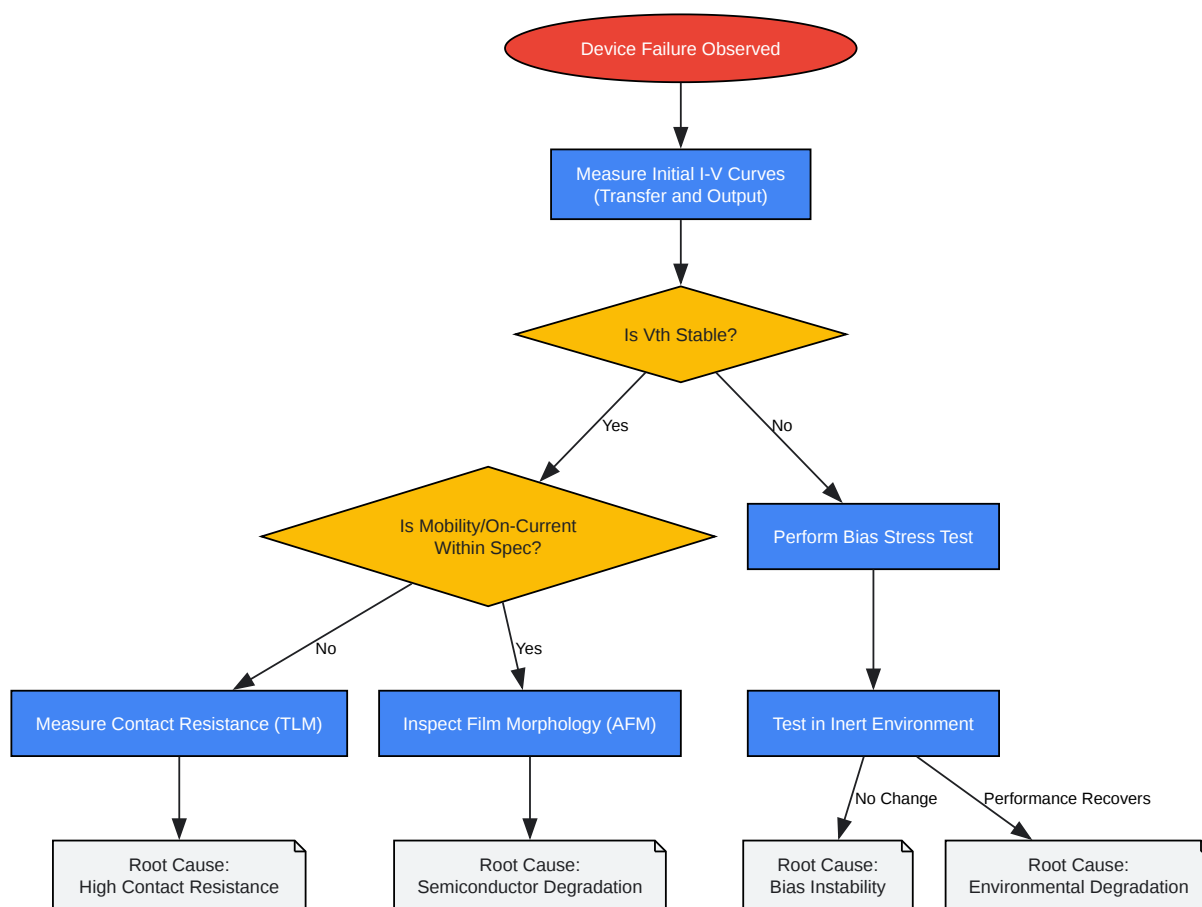 Device Failure Observed
Measure Initial I-V Curves
(Transfer and Output)
Is Vth Stable?
Yes
No
Is Mobility/On-Current
Within Spec?
Perform Bias Stress Test
No
Yes
Measure Contact Resistance (TLM)
Inspect Film Morphology (AFM)
Test in Inert Environment
No Change
Performance Recovers
Root Cause:
High Contact Resistance
Root Cause:
Semiconductor Degradation
Root Cause:
Bias Instability
Root Cause:
Environmental Degradation